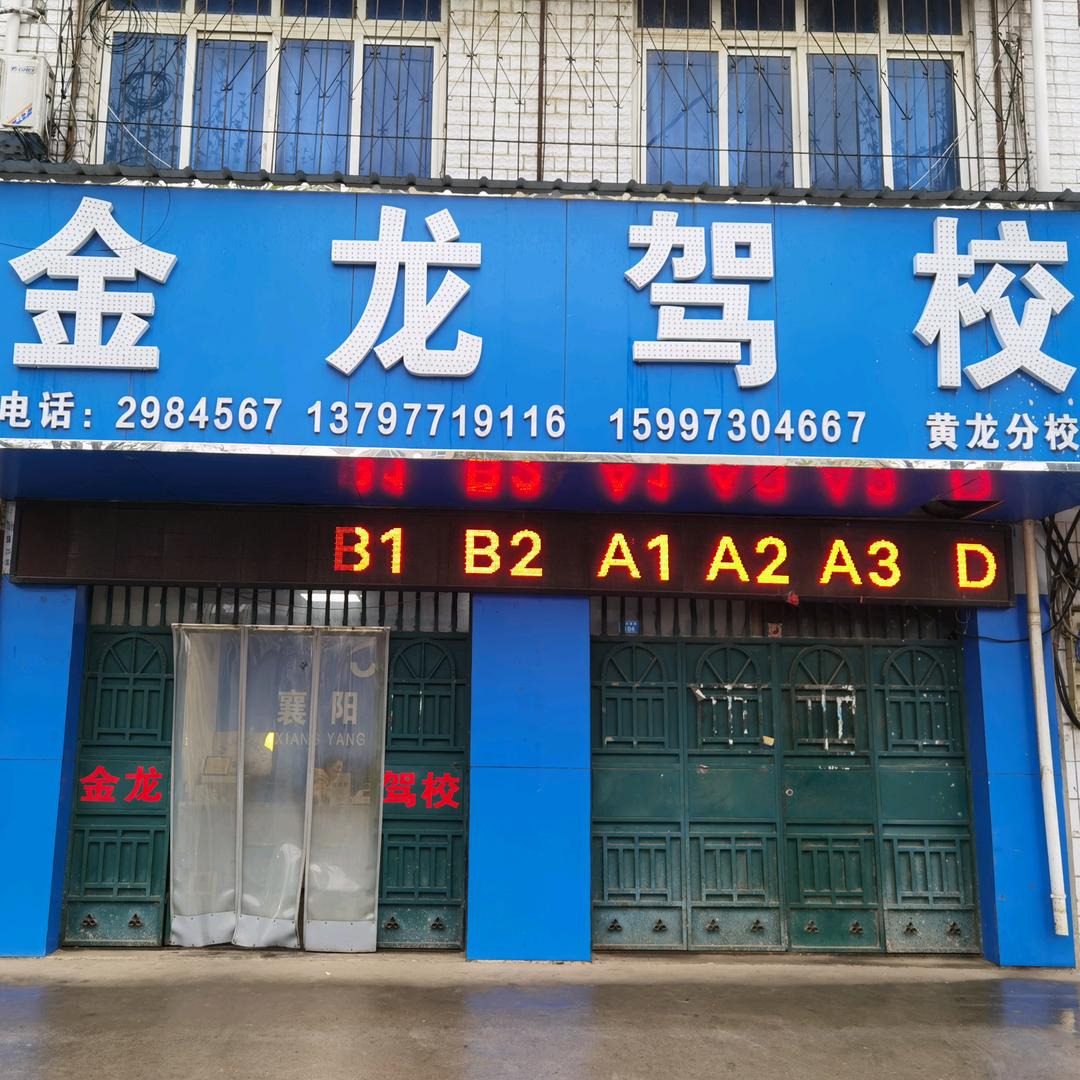 金龙驾校
电话：2984567 13797719116 15997304667 黄龙分校
B1 B2 A1 A2 A3 D
襄阳
XIANG YANG
金龙 驾校